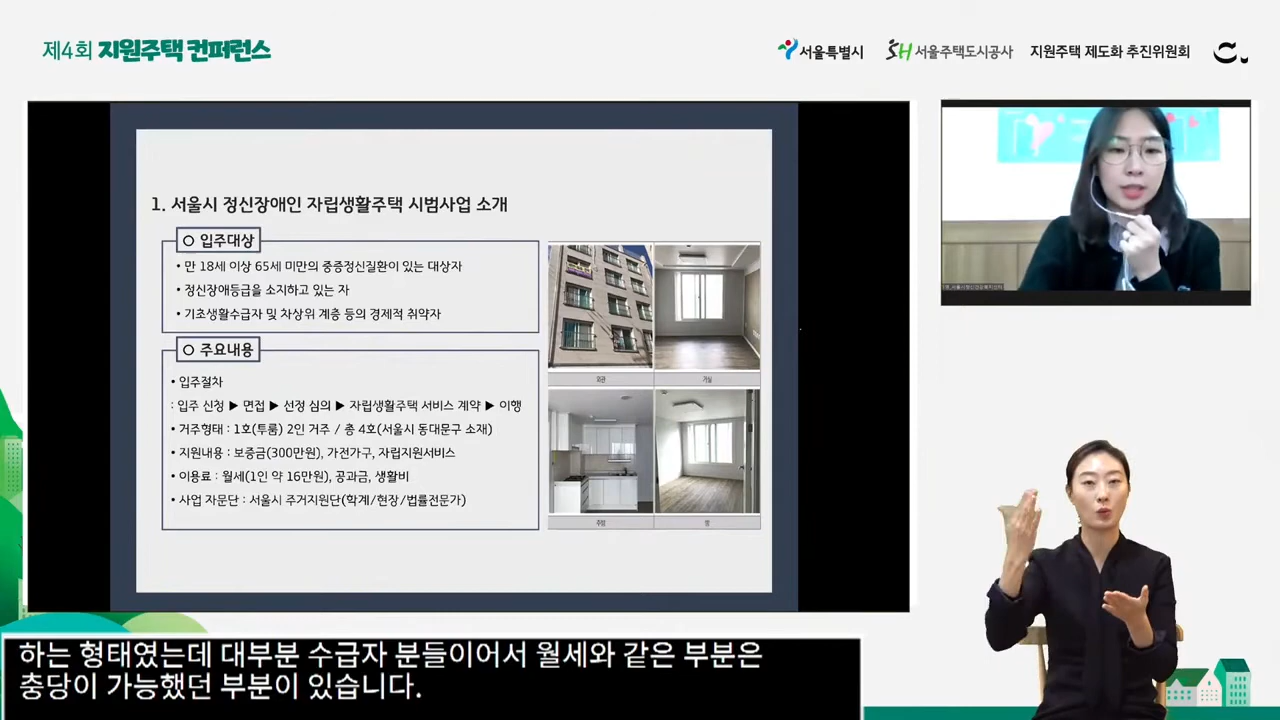 제4회 지원주택 컨퍼런스
서울특별시
SH 서울주택도시공사
지원주택 제도화 추진위원회
1. 서울시 정신장애인 자립생활주택 시범사업 소개
○ 입주대상
• 만 18세 이상 65세 미만의 중증정신질환이 있는 대상자
• 정신장애등급을 소지하고 있는 자
• 기초생활수급자 및 차상위 계층 등의 경제적 취약자
○ 주요내용
• 입주절차
: 입주 신청 ▶ 면접 ▶ 선정 심의 ▶ 자립생활주택 서비스 계약 ▶ 이행
• 거주형태 : 1호(투룸) 2인 거주 / 총 4호(서울시 동대문구 소재)
• 지원내용 : 보증금(300만원), 가전가구, 자립지원서비스
• 이용료 : 월세(1인 약 16만원), 공과금, 생활비
• 사업 자문단 : 서울시 주거지원단(학계/현장/법률전문가)
외관
거실
주방
방
하는 형태였는데 대부분 수급자 분들이어서 월세와 같은 부분은
충당이 가능했던 부분이 있습니다.